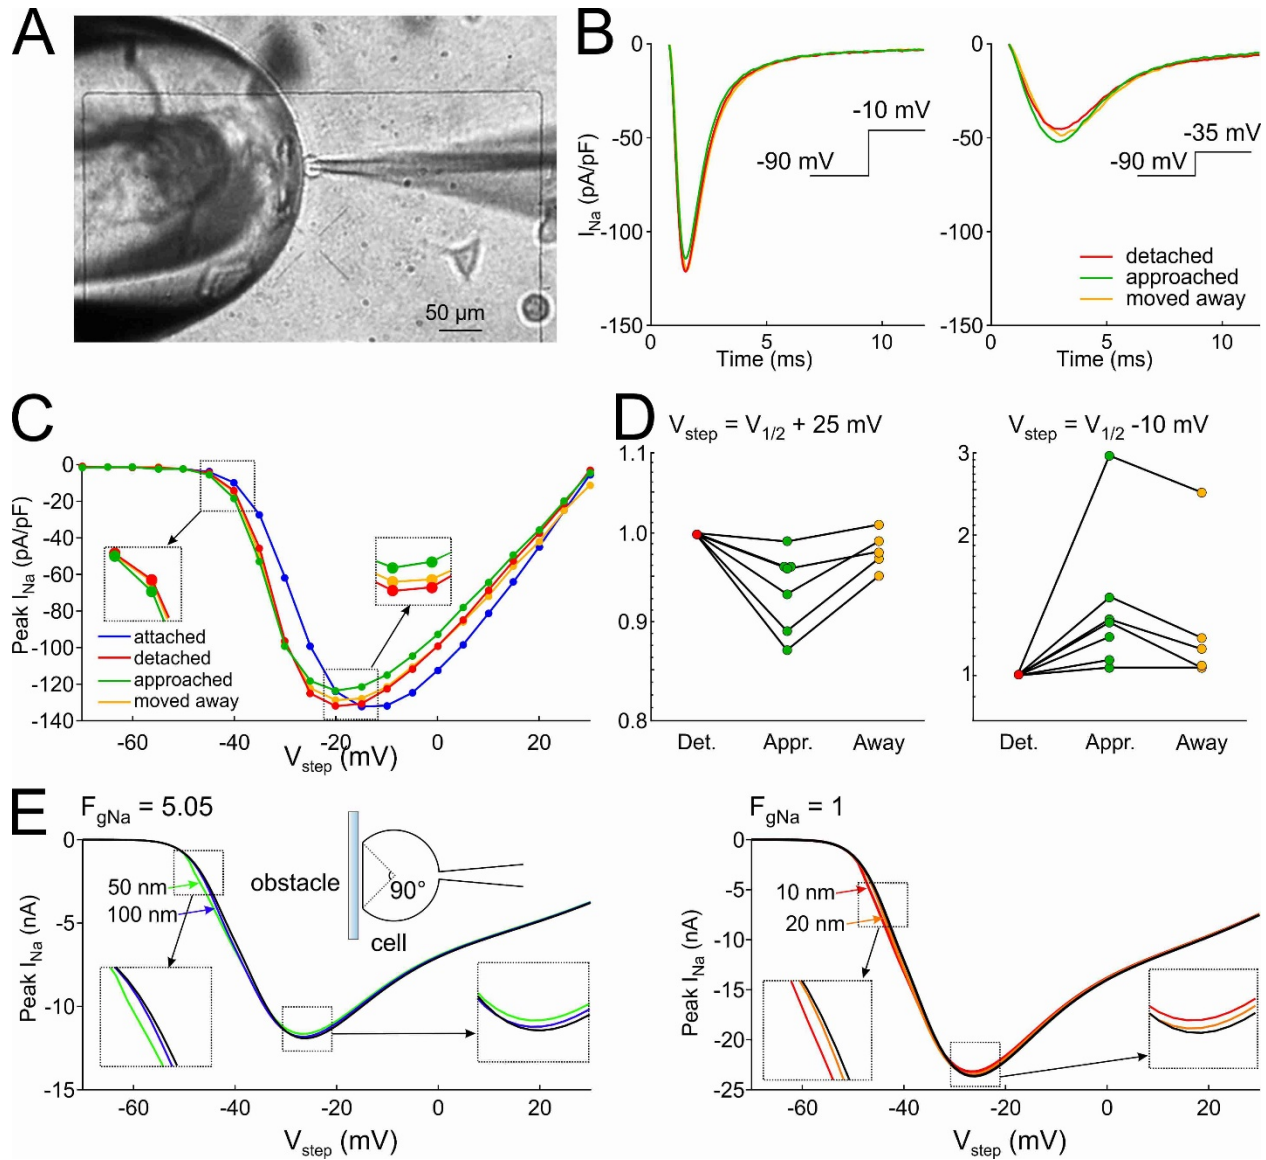 A
50 µm
B
0
-50
-100
-150
I_Na (pA/pF)
-10 mV
-90 mV
0
5
10
Time (ms)
0
-50
-100
-150
-35 mV
-90 mV
detached
approached
moved away
0
5
10
Time (ms)
C
0
-20
-40
-60
-80
-100
-120
-140
Peak I_Na (pA/pF)
attached
detached
approached
moved away
-60
-40
-20
0
20
V_step (mV)
D
V_step = V_1/2 + 25 mV
1.1
1.0
0.9
0.8
Det.
Appr.
Away
V_step = V_1/2 -10 mV
3
2
1
Det.
Appr.
Away
E
F_gNa = 5.05
0
-5
-10
-15
Peak I_Na (nA)
50 nm
100 nm
obstacle
90°
cell
-60
-40
-20
0
20
V_step (mV)
F_gNa = 1
0
-5
-10
-15
-20
-25
Peak I_Na (nA)
10 nm
20 nm
-60
-40
-20
0
20
V_step (mV)